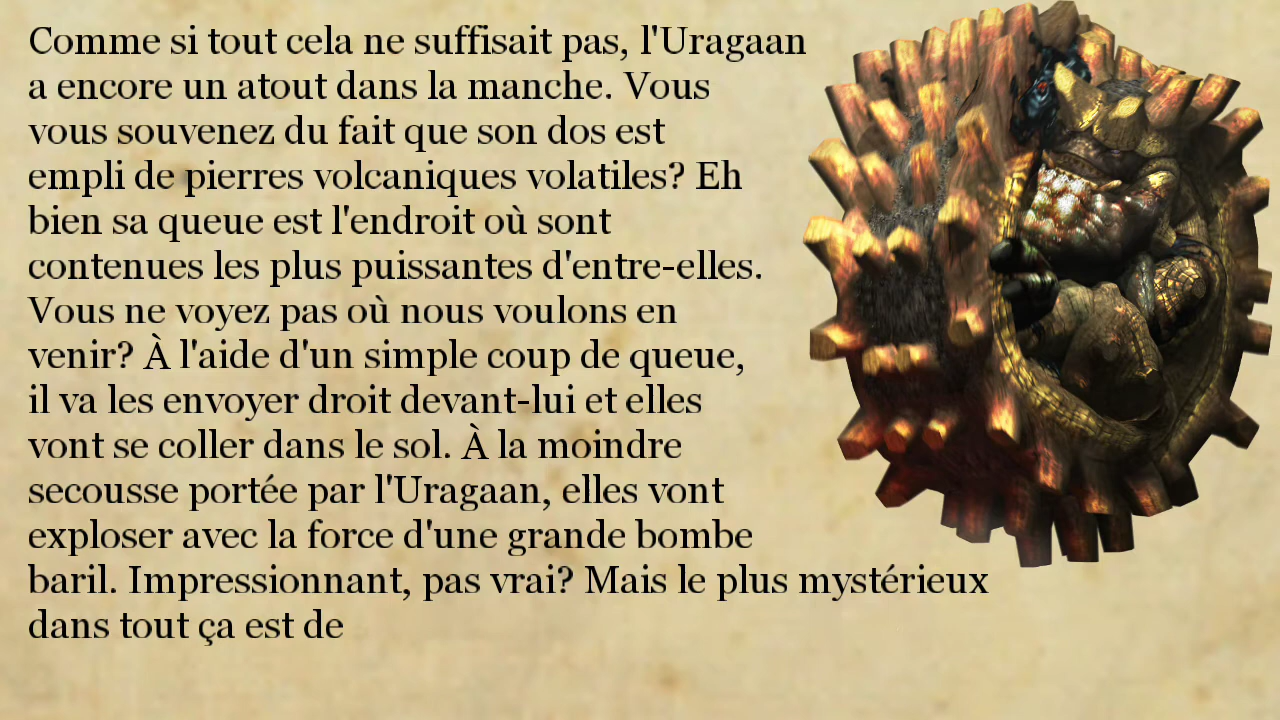 Comme si tout cela ne suffisait pas, l'Uragaan
a encore un atout dans la manche. Vous
vous souvenez du fait que son dos est
empli de pierres volcaniques volatiles? Eh
bien sa queue est l'endroit où sont
contenues les plus puissantes d'entre-elles.
Vous ne voyez pas où nous voulons en
venir? À l'aide d'un simple coup de queue,
il va les envoyer droit devant-lui et elles
vont se coller dans le sol. À la moindre
secousse portée par l'Uragaan, elles vont
exploser avec la force d'une grande bombe
baril. Impressionnant, pas vrai? Mais le plus mystérieux
dans tout ça est de